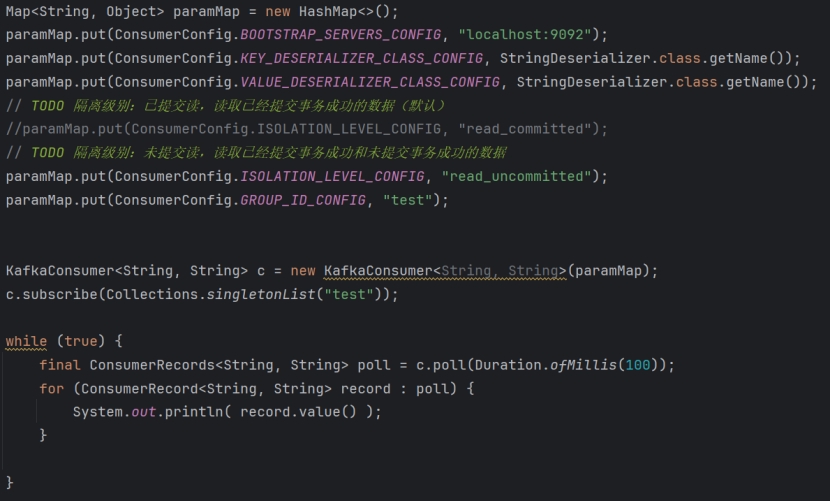 Map<String, Object> paramMap = new HashMap<>();
paramMap.put(ConsumerConfig.BOOTSTRAP_SERVERS_CONFIG, "localhost:9092");
paramMap.put(ConsumerConfig.KEY_DESERIALIZER_CLASS_CONFIG, StringDeserializer.class.getName());
paramMap.put(ConsumerConfig.VALUE_DESERIALIZER_CLASS_CONFIG, StringDeserializer.class.getName());
// TODO 隔离级别：已提交读，读取已经提交事务成功的数据（默认）
//paramMap.put(ConsumerConfig.ISOLATION_LEVEL_CONFIG, "read_committed");
// TODO 隔离级别：未提交读，读取已经提交事务成功和未提交事务成功的数据
paramMap.put(ConsumerConfig.ISOLATION_LEVEL_CONFIG, "read_uncommitted");
paramMap.put(ConsumerConfig.GROUP_ID_CONFIG, "test");
KafkaConsumer<String, String> c = new KafkaConsumer<String, String>(paramMap);
c.subscribe(Collections.singletonList("test"));
while (true) {
    final ConsumerRecords<String, String> poll = c.poll(Duration.ofMillis(100));
    for (ConsumerRecord<String, String> record : poll) {
        System.out.println( record.value() );
    }
}